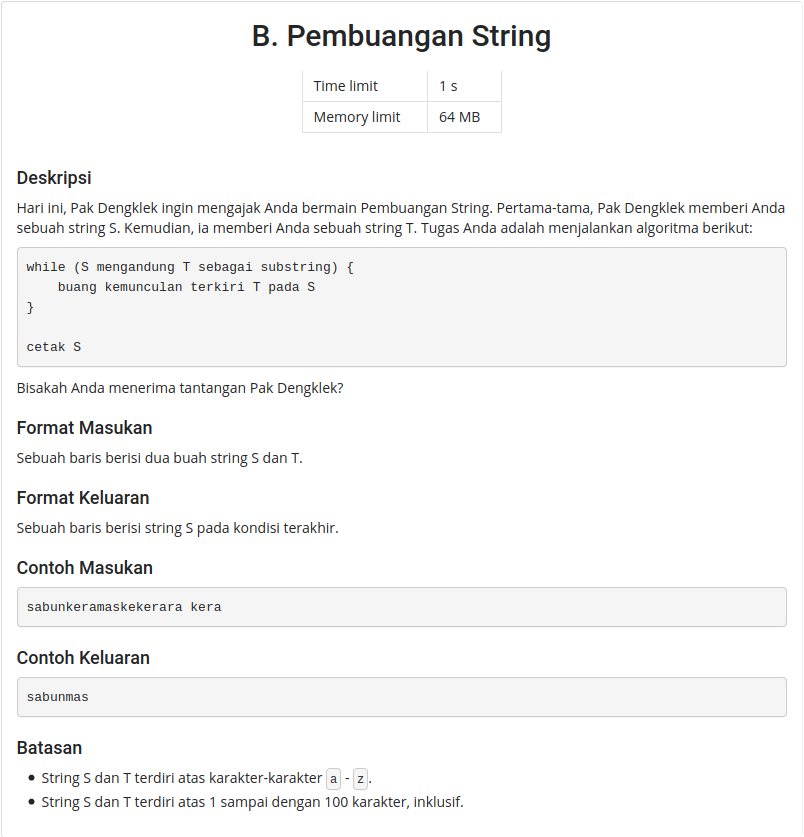 B. Pembuangan String
Time limit 1 s
Memory limit 64 MB
Deskripsi
Hari ini, Pak Dengklek ingin mengajak Anda bermain Pembuangan String. Pertama-tama, Pak Dengklek memberi Anda
sebuah string S. Kemudian, ia memberi Anda sebuah string T. Tugas Anda adalah menjalankan algoritma berikut:
while (S mengandung T sebagai substring) {
    buang kemunculan terkiri T pada S
}
cetak S
Bisakah Anda menerima tantangan Pak Dengklek?
Format Masukan
Sebuah baris berisi dua buah string S dan T.
Format Keluaran
Sebuah baris berisi string S pada kondisi terakhir.
Contoh Masukan
sabunkeramaskekerara kera
Contoh Keluaran
sabunmas
Batasan
• String S dan T terdiri atas karakter-karakter a - z.
• String S dan T terdiri atas 1 sampai dengan 100 karakter, inklusif.